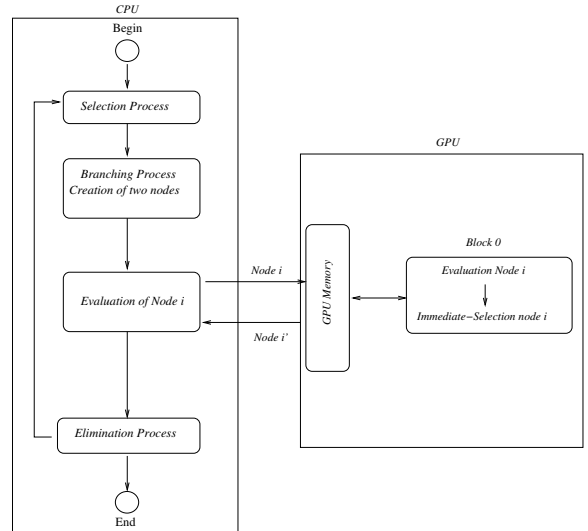 CPU
Begin
Selection Process
Branching Process
Creation of two nodes
Evaluation of Node i
Elimination Process
End
Node i
Node i'
GPU
GPU Memory
Block 0
Evaluation Node i
Immediate−Selection node i